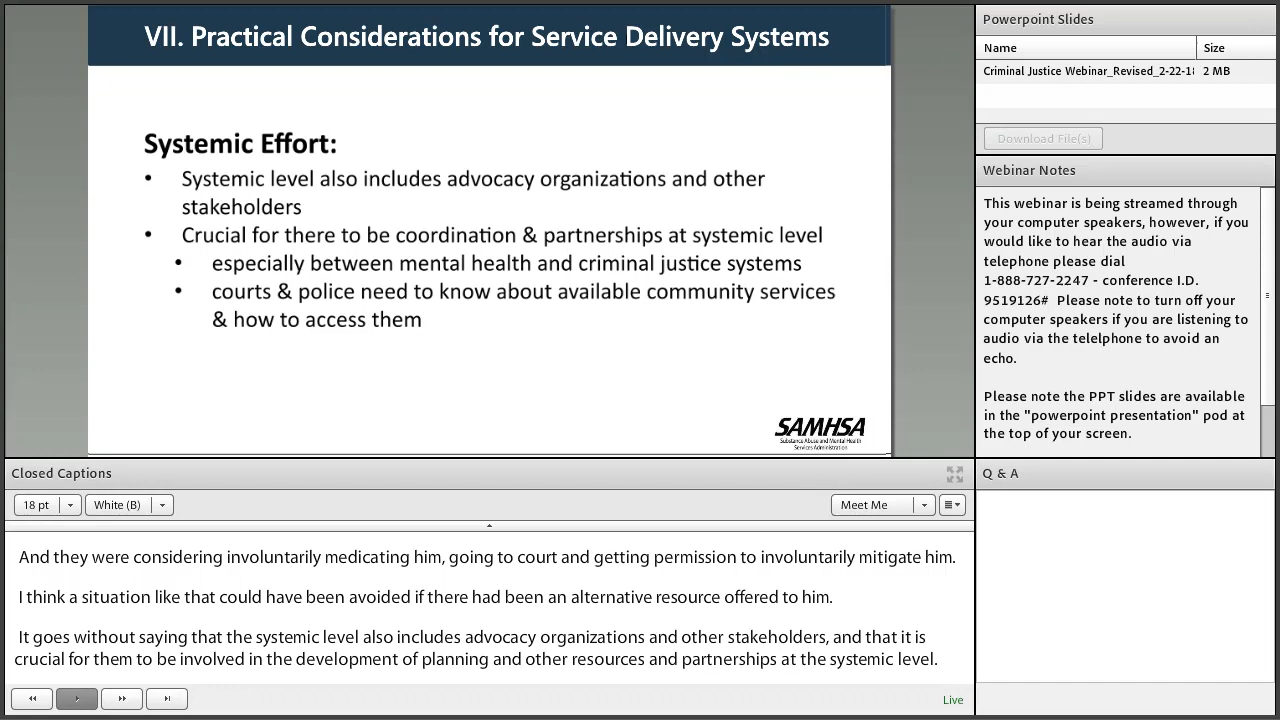 VII. Practical Considerations for Service Delivery Systems
Systemic Effort:
• Systemic level also includes advocacy organizations and other
stakeholders
• Crucial for there to be coordination & partnerships at systemic level
• especially between mental health and criminal justice systems
• courts & police need to know about available community services
& how to access them
SAMHSA
Substance Abuse and Mental Health
Services Administration
Powerpoint Slides
Name Size
Criminal Justice Webinar_Revised_2-22-18 2 MB
Download File(s)
Webinar Notes
This webinar is being streamed through
your computer speakers, however, if you
would like to hear the audio via
telephone please dial
1-888-727-2247 - conference I.D.
9519126# Please note to turn off your
computer speakers if you are listening to
audio via the telelphone to avoid an
echo.
Please note the PPT slides are available
in the "powerpoint presentation" pod at
the top of your screen.
Closed Captions
18 pt White (B) Meet Me
And they were considering involuntarily medicating him, going to court and getting permission to involuntarily mitigate him.
I think a situation like that could have been avoided if there had been an alternative resource offered to him.
It goes without saying that the systemic level also includes advocacy organizations and other stakeholders, and that it is
crucial for them to be involved in the development of planning and other resources and partnerships at the systemic level.
Live
Q & A